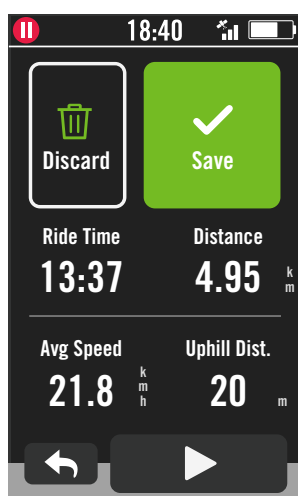 18:40
Discard Save
Ride Time Distance
13:37 4.95 km
Avg Speed Uphill Dist.
21.8 kmh 20 m